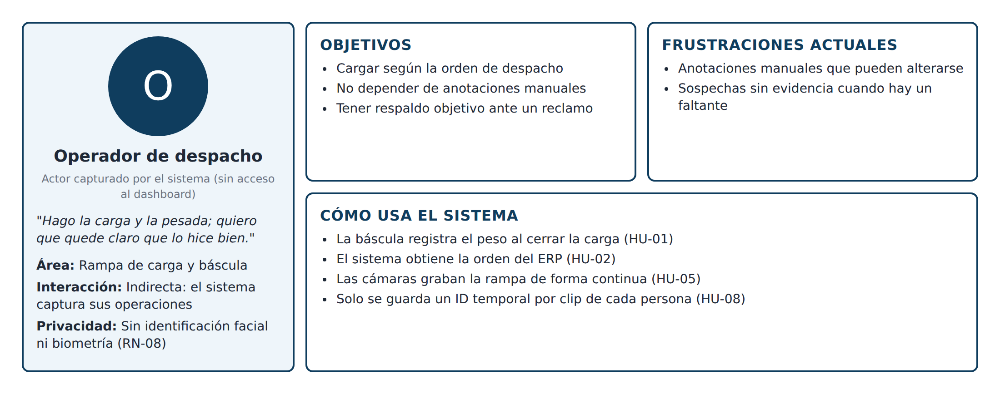 O
Operador de despacho
Actor capturado por el sistema (sin acceso
al dashboard)
"Hago la carga y la pesada; quiero
que quede claro que lo hice bien."
Área: Rampa de carga y báscula
Interacción: Indirecta: el sistema
captura sus operaciones
Privacidad: Sin identificación facial
ni biometría (RN-08)
OBJETIVOS
• Cargar según la orden de despacho
• No depender de anotaciones manuales
• Tener respaldo objetivo ante un reclamo
FRUSTRACIONES ACTUALES
• Anotaciones manuales que pueden alterarse
• Sospechas sin evidencia cuando hay un
faltante
CÓMO USA EL SISTEMA
• La báscula registra el peso al cerrar la carga (HU-01)
• El sistema obtiene la orden del ERP (HU-02)
• Las cámaras graban la rampa de forma continua (HU-05)
• Solo se guarda un ID temporal por clip de cada persona (HU-08)